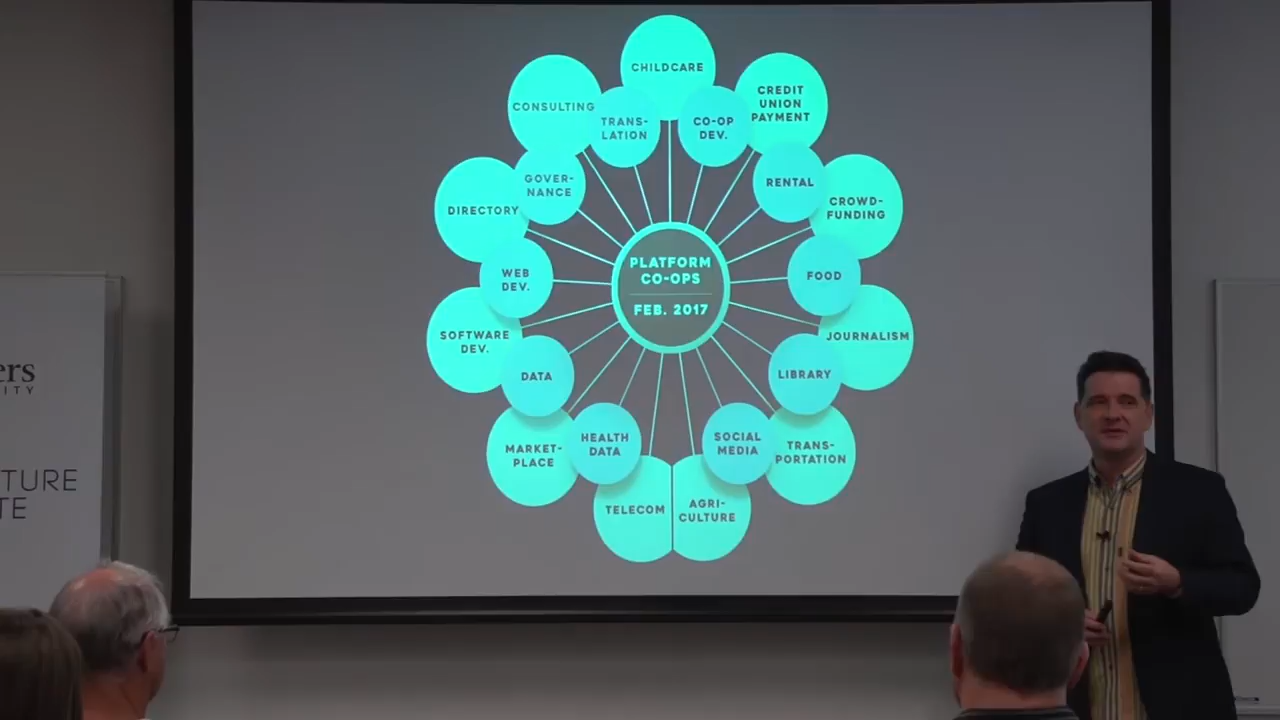 CHILDCARE
CONSULTING
TRANS-
LATION
CO-OP
DEV.
CREDIT
UNION
PAYMENT
GOVER-
NANCE
RENTAL
DIRECTORY
CROWD-
FUNDING
WEB
DEV.
PLATFORM
CO-OPS
FEB. 2017
FOOD
SOFTWARE
DEV.
JOURNALISM
DATA
LIBRARY
MARKET-
PLACE
HEALTH
DATA
SOCIAL
MEDIA
TRANS-
PORTATION
TELECOM
AGRI-
CULTURE
ers
ITY
TURE
TE